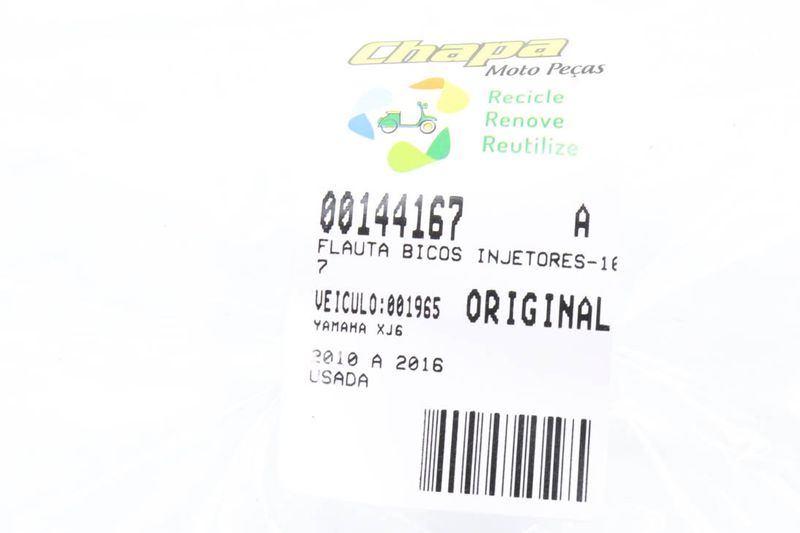 Chapa
Moto Peças
Recicle
Renove
Reutilize
00144167 A
FLAUTA BICOS INJETORES-16
7
VEICULO:001965 ORIGINAL
YAMAHA XJ6
2010 A 2016
USADA